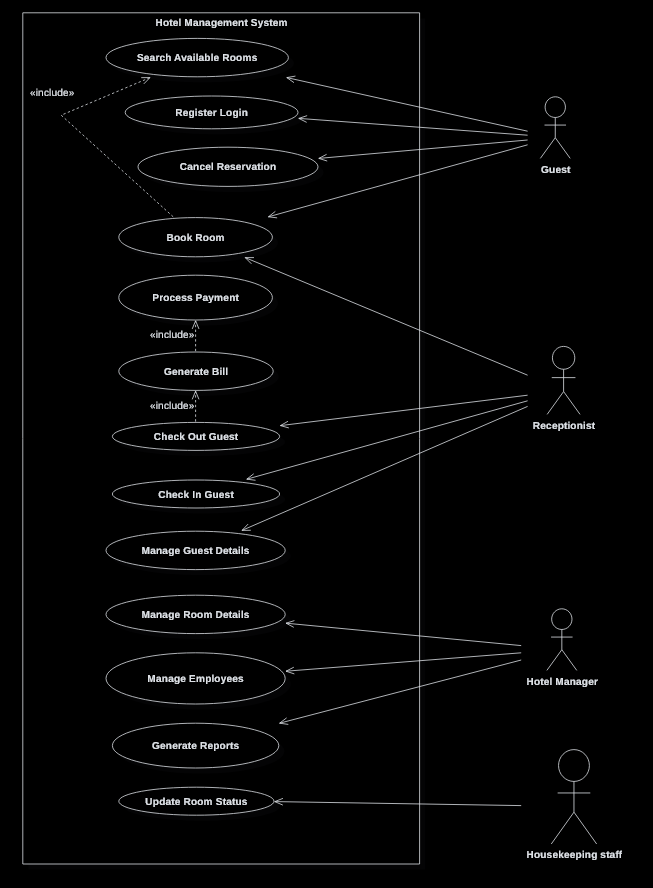 Hotel Management System
Search Available Rooms
«include»
Register Login
Guest
Cancel Reservation
Book Room
Process Payment
«include»
Generate Bill
«include»
Check Out Guest
Receptionist
Check In Guest
Manage Guest Details
Manage Room Details
Manage Employees
Hotel Manager
Generate Reports
Update Room Status
Housekeeping staff